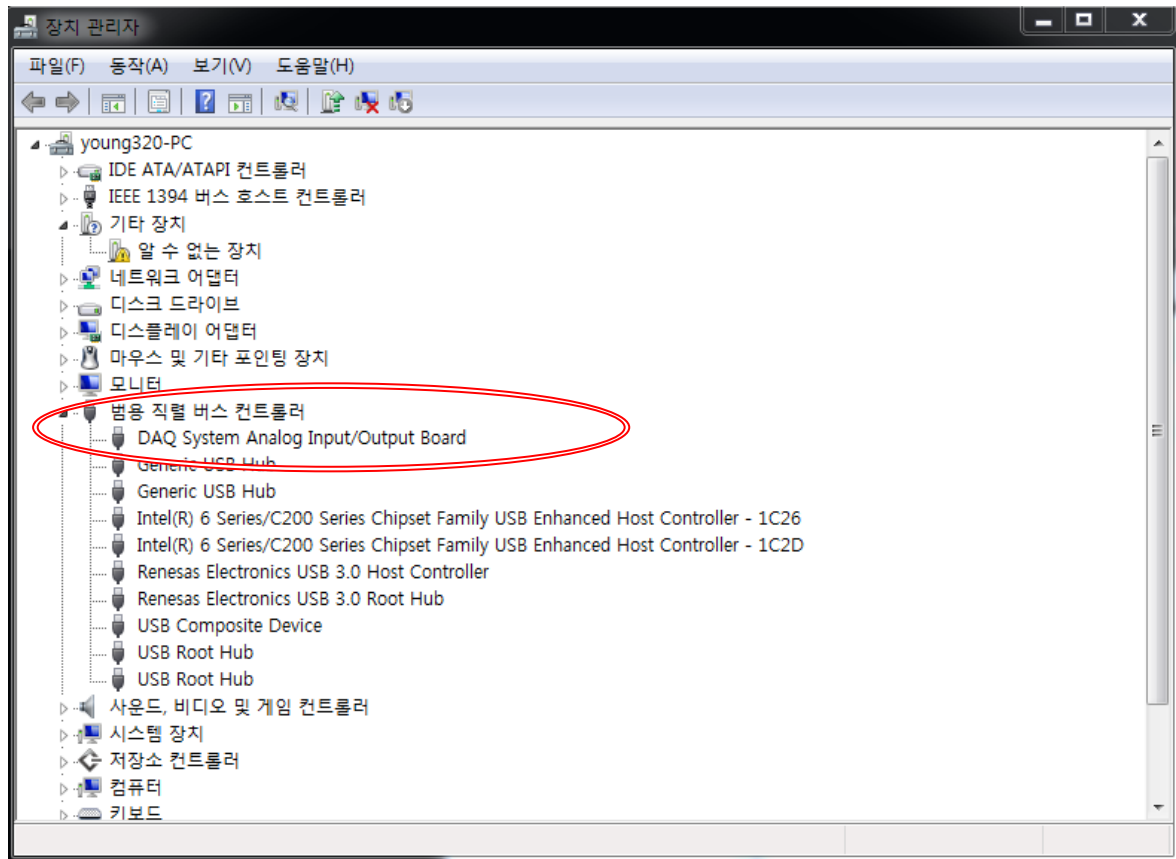 장치 관리자
파일(F) 동작(A) 보기(V) 도움말(H)
young320-PC
IDE ATA/ATAPI 컨트롤러
IEEE 1394 버스 호스트 컨트롤러
기타 장치
알 수 없는 장치
네트워크 어댑터
디스크 드라이브
디스플레이 어댑터
마우스 및 기타 포인팅 장치
모니터
범용 직렬 버스 컨트롤러
DAQ System Analog Input/Output Board
Generic USB Hub
Generic USB Hub
Intel(R) 6 Series/C200 Series Chipset Family USB Enhanced Host Controller - 1C26
Intel(R) 6 Series/C200 Series Chipset Family USB Enhanced Host Controller - 1C2D
Renesas Electronics USB 3.0 Host Controller
Renesas Electronics USB 3.0 Root Hub
USB Composite Device
USB Root Hub
USB Root Hub
사운드, 비디오 및 게임 컨트롤러
시스템 장치
저장소 컨트롤러
컴퓨터
키보드